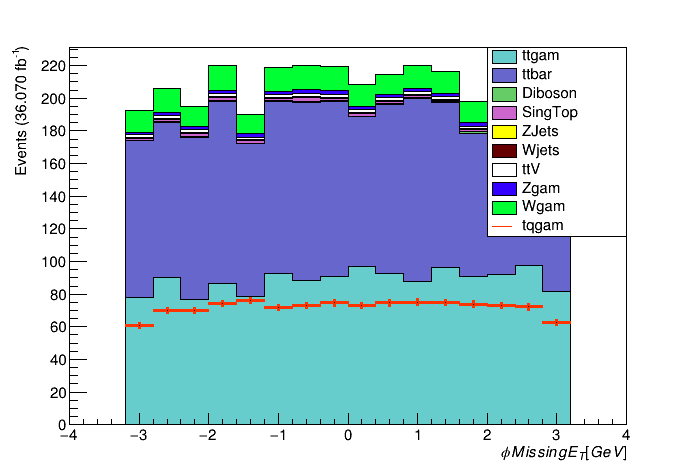 Events (36.070 fb⁻¹)
220
200
180
160
140
120
100
80
60
40
20
0
−4 −3 −2 −1 0 1 2 3 4
ϕMissingE_T[GeV]
ttgam
ttbar
Diboson
SingTop
ZJets
Wjets
ttV
Zgam
Wgam
tqgam